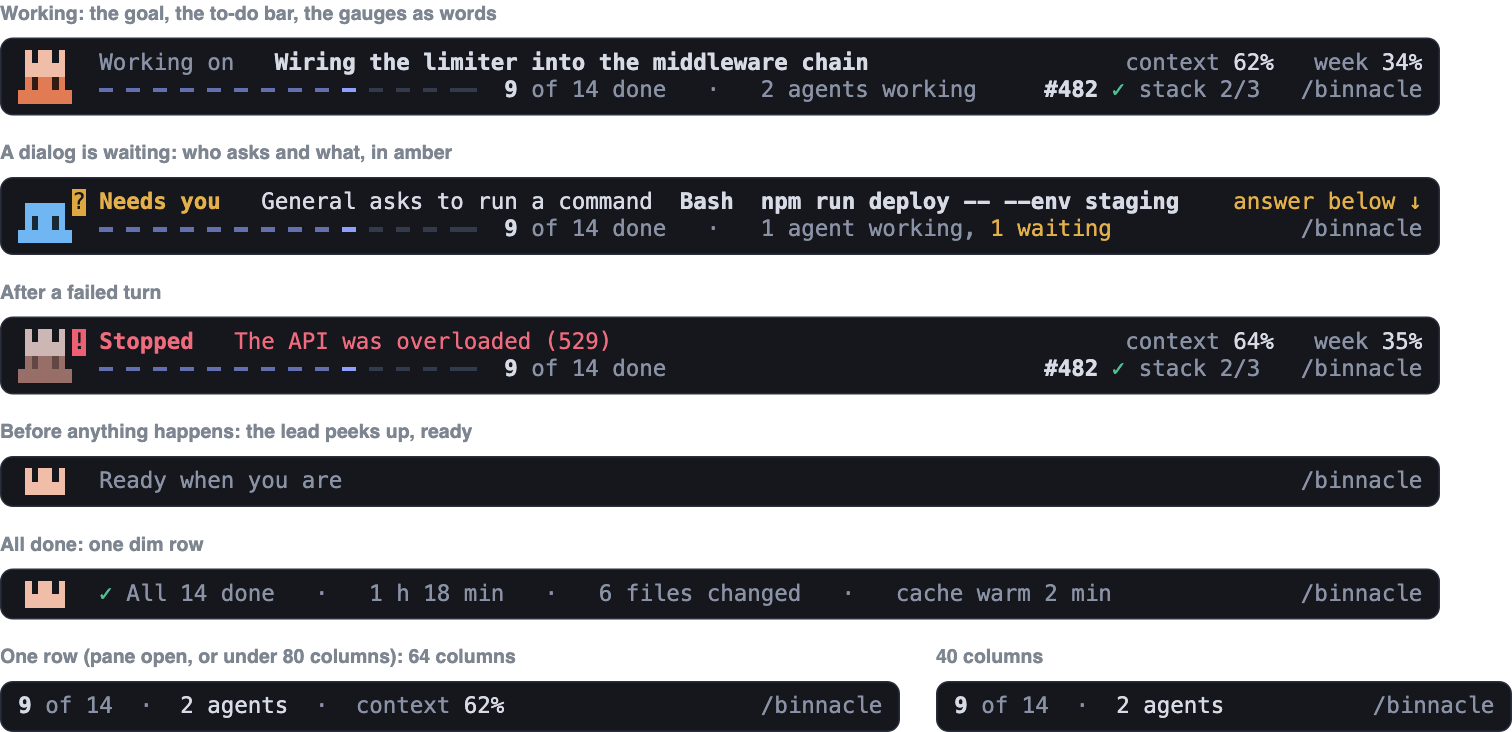 Working: the goal, the to-do bar, the gauges as words
Working on Wiring the limiter into the middleware chain context 62% week 34%
9 of 14 done · 2 agents working #482 ✓ stack 2/3 /binnacle
A dialog is waiting: who asks and what, in amber
? Needs you General asks to run a command Bash npm run deploy -- --env staging answer below ↓
9 of 14 done · 1 agent working, 1 waiting /binnacle
After a failed turn
! Stopped The API was overloaded (529) context 64% week 35%
9 of 14 done #482 ✓ stack 2/3 /binnacle
Before anything happens: the lead peeks up, ready
Ready when you are /binnacle
All done: one dim row
✓ All 14 done · 1 h 18 min · 6 files changed · cache warm 2 min /binnacle
One row (pane open, or under 80 columns): 64 columns
9 of 14 · 2 agents · context 62% /binnacle
40 columns
9 of 14 · 2 agents /binnacle